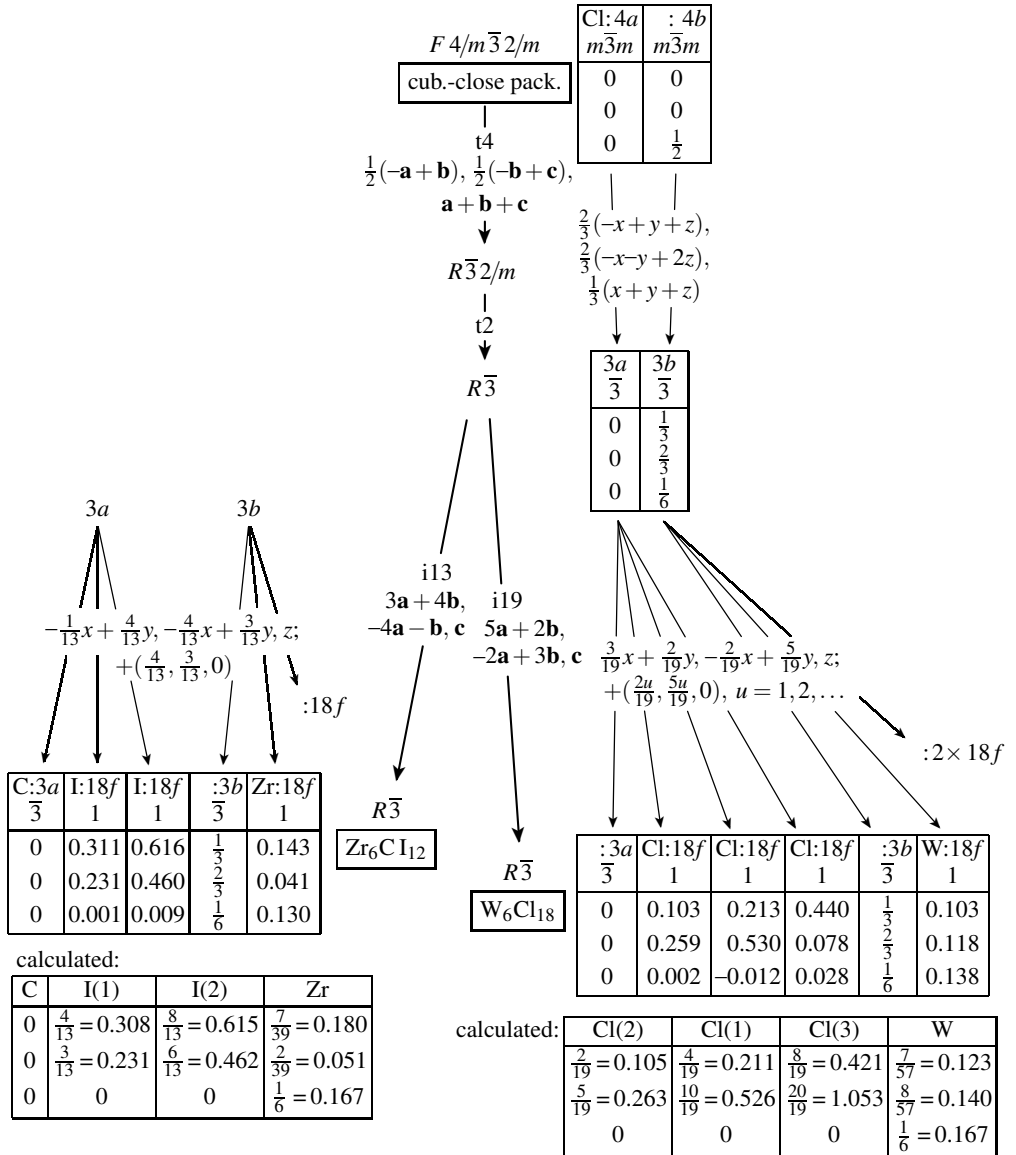 F 4/m 3̅ 2/m
cub.-close pack.
Cl:4a : 4b
m3̅m m3̅m
0 0
0 0
0 1/2
t4
½(–a + b), ½(–b + c),
a + b + c
⅔(−x + y + z),
⅔(−x–y + 2z),
⅓(x + y + z)
R 3̅ 2/m
t2
R 3̅
3a 3b
3̅ 3̅
0 1/3
0 2/3
0 1/6
3a 3b
i13
3a + 4b,
–4a – b, c
i19
5a + 2b,
–2a + 3b, c
−1/13x + 4/13y, −4/13x + 3/13y, z;
+(4/13, 3/13, 0)
:18f
3/19x + 2/19y, −2/19x + 5/19y, z;
+(2u/19, 5u/19, 0), u = 1, 2, …
:2× 18f
C:3a I:18f I:18f :3b Zr:18f
3̅ 1 1 3̅ 1
0 0.311 0.616 1/3 0.143
0 0.231 0.460 2/3 0.041
0 0.001 0.009 1/6 0.130
R 3̅
Zr₆C I₁₂
R 3̅
W₆Cl₁₈
:3a Cl:18f Cl:18f Cl:18f :3b W:18f
3̅ 1 1 1 3̅ 1
0 0.103 0.213 0.440 1/3 0.103
0 0.259 0.530 0.078 2/3 0.118
0 0.002 −0.012 0.028 1/6 0.138
calculated:
C I(1) I(2) Zr
0 4/13 = 0.308 8/13 = 0.615 7/39 = 0.180
0 3/13 = 0.231 6/13 = 0.462 2/39 = 0.051
0 0 0 1/6 = 0.167
calculated:
Cl(2) Cl(1) Cl(3) W
2/19 = 0.105 4/19 = 0.211 8/19 = 0.421 7/57 = 0.123
5/19 = 0.263 10/19 = 0.526 20/19 = 1.053 8/57 = 0.140
0 0 0 1/6 = 0.167